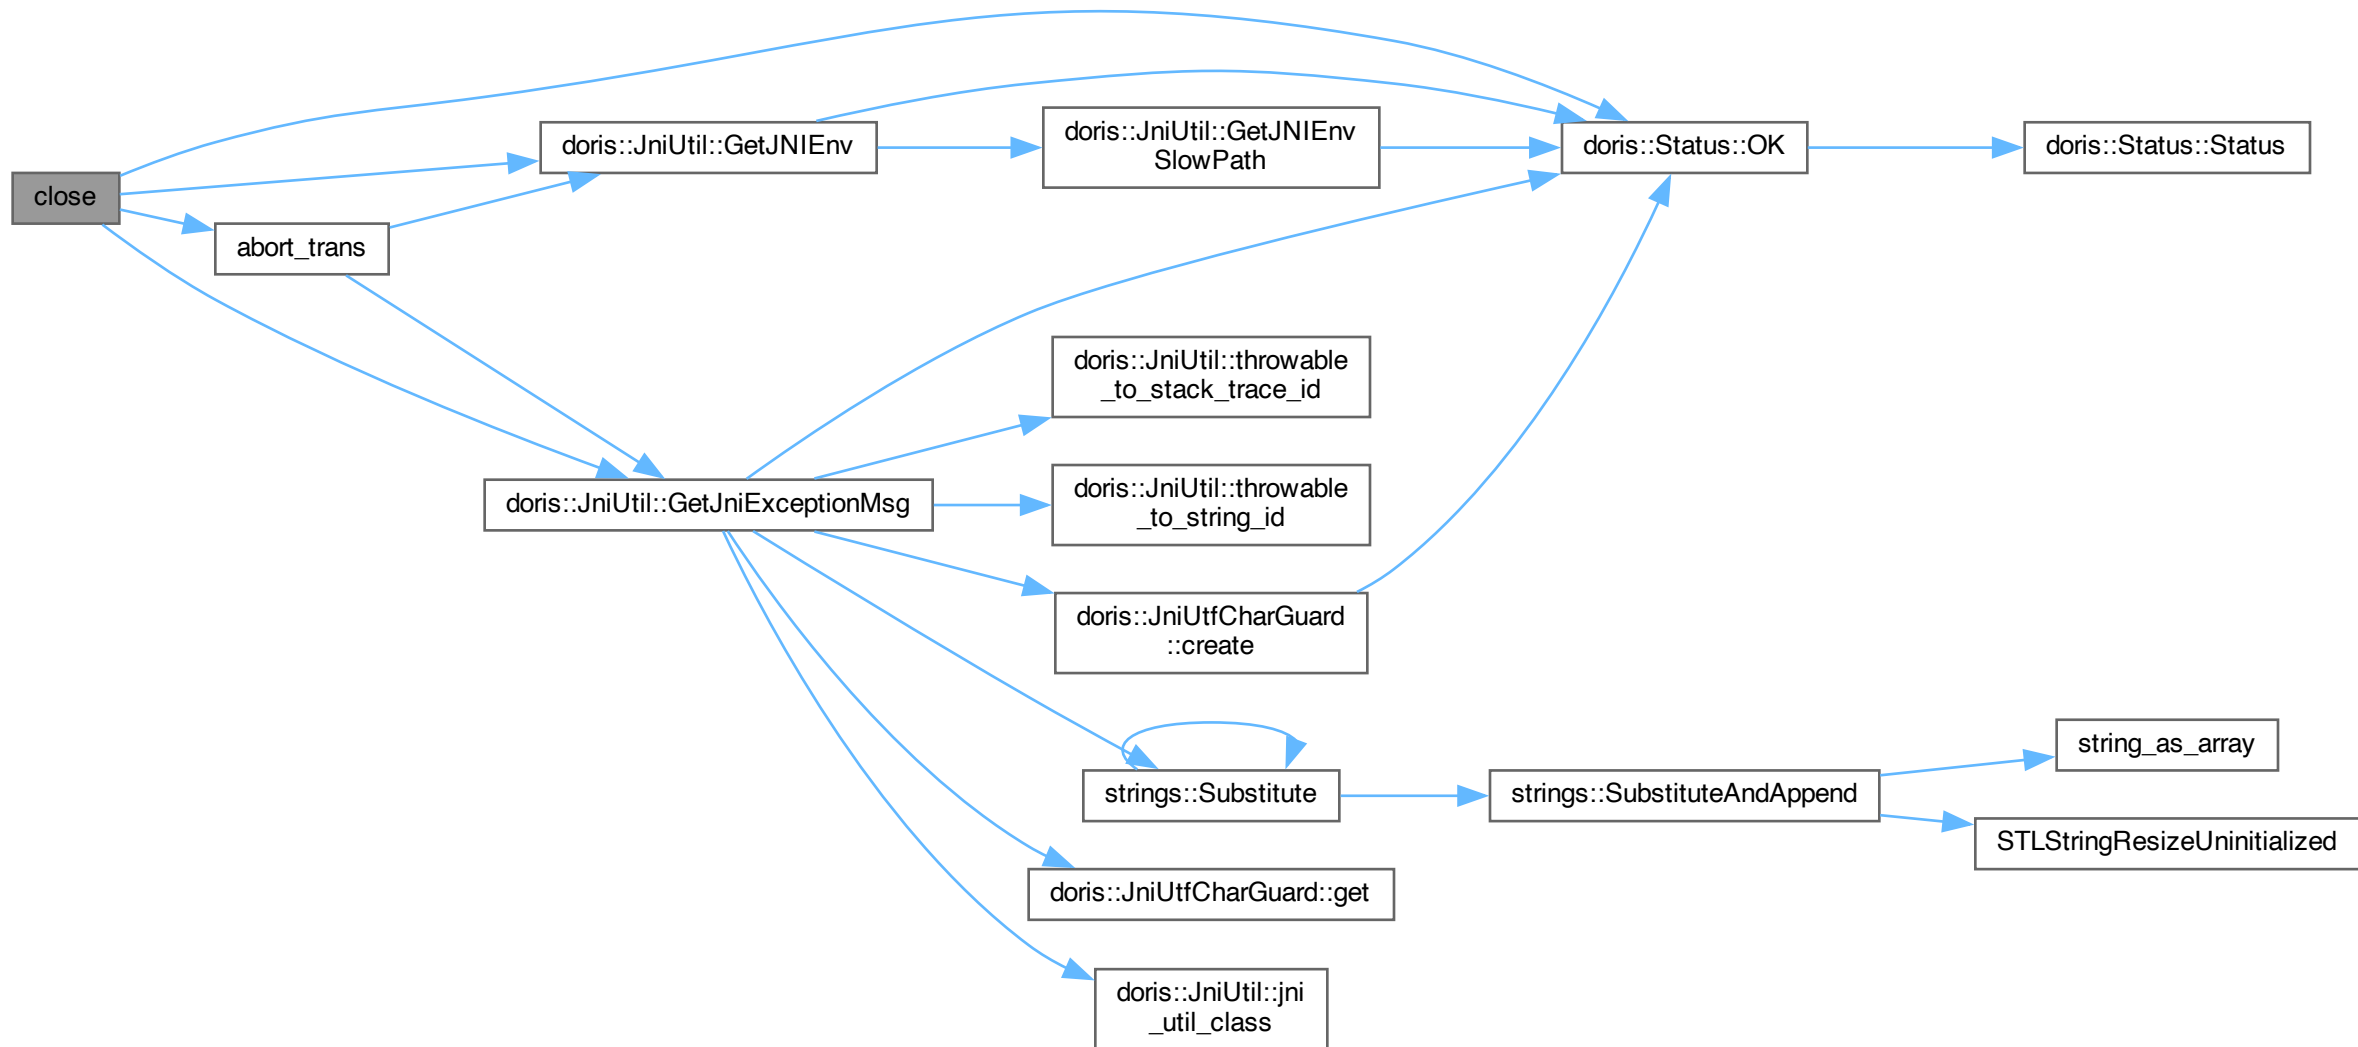 close
abort_trans
doris::JniUtil::GetJNIEnv
doris::JniUtil::GetJNIEnv
SlowPath
doris::Status::OK
doris::Status::Status
doris::JniUtil::GetJniExceptionMsg
doris::JniUtil::throwable
_to_stack_trace_id
doris::JniUtil::throwable
_to_string_id
doris::JniUtfCharGuard
::create
strings::Substitute
strings::SubstituteAndAppend
string_as_array
STLStringResizeUninitialized
doris::JniUtfCharGuard::get
doris::JniUtil::jni
_util_class